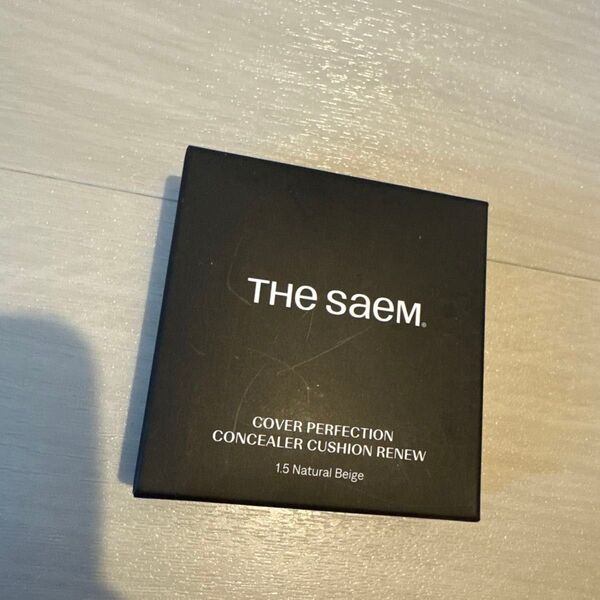 THE SAEM®
COVER PERFECTION
CONCEALER CUSHION RENEW
1.5 Natural Beige